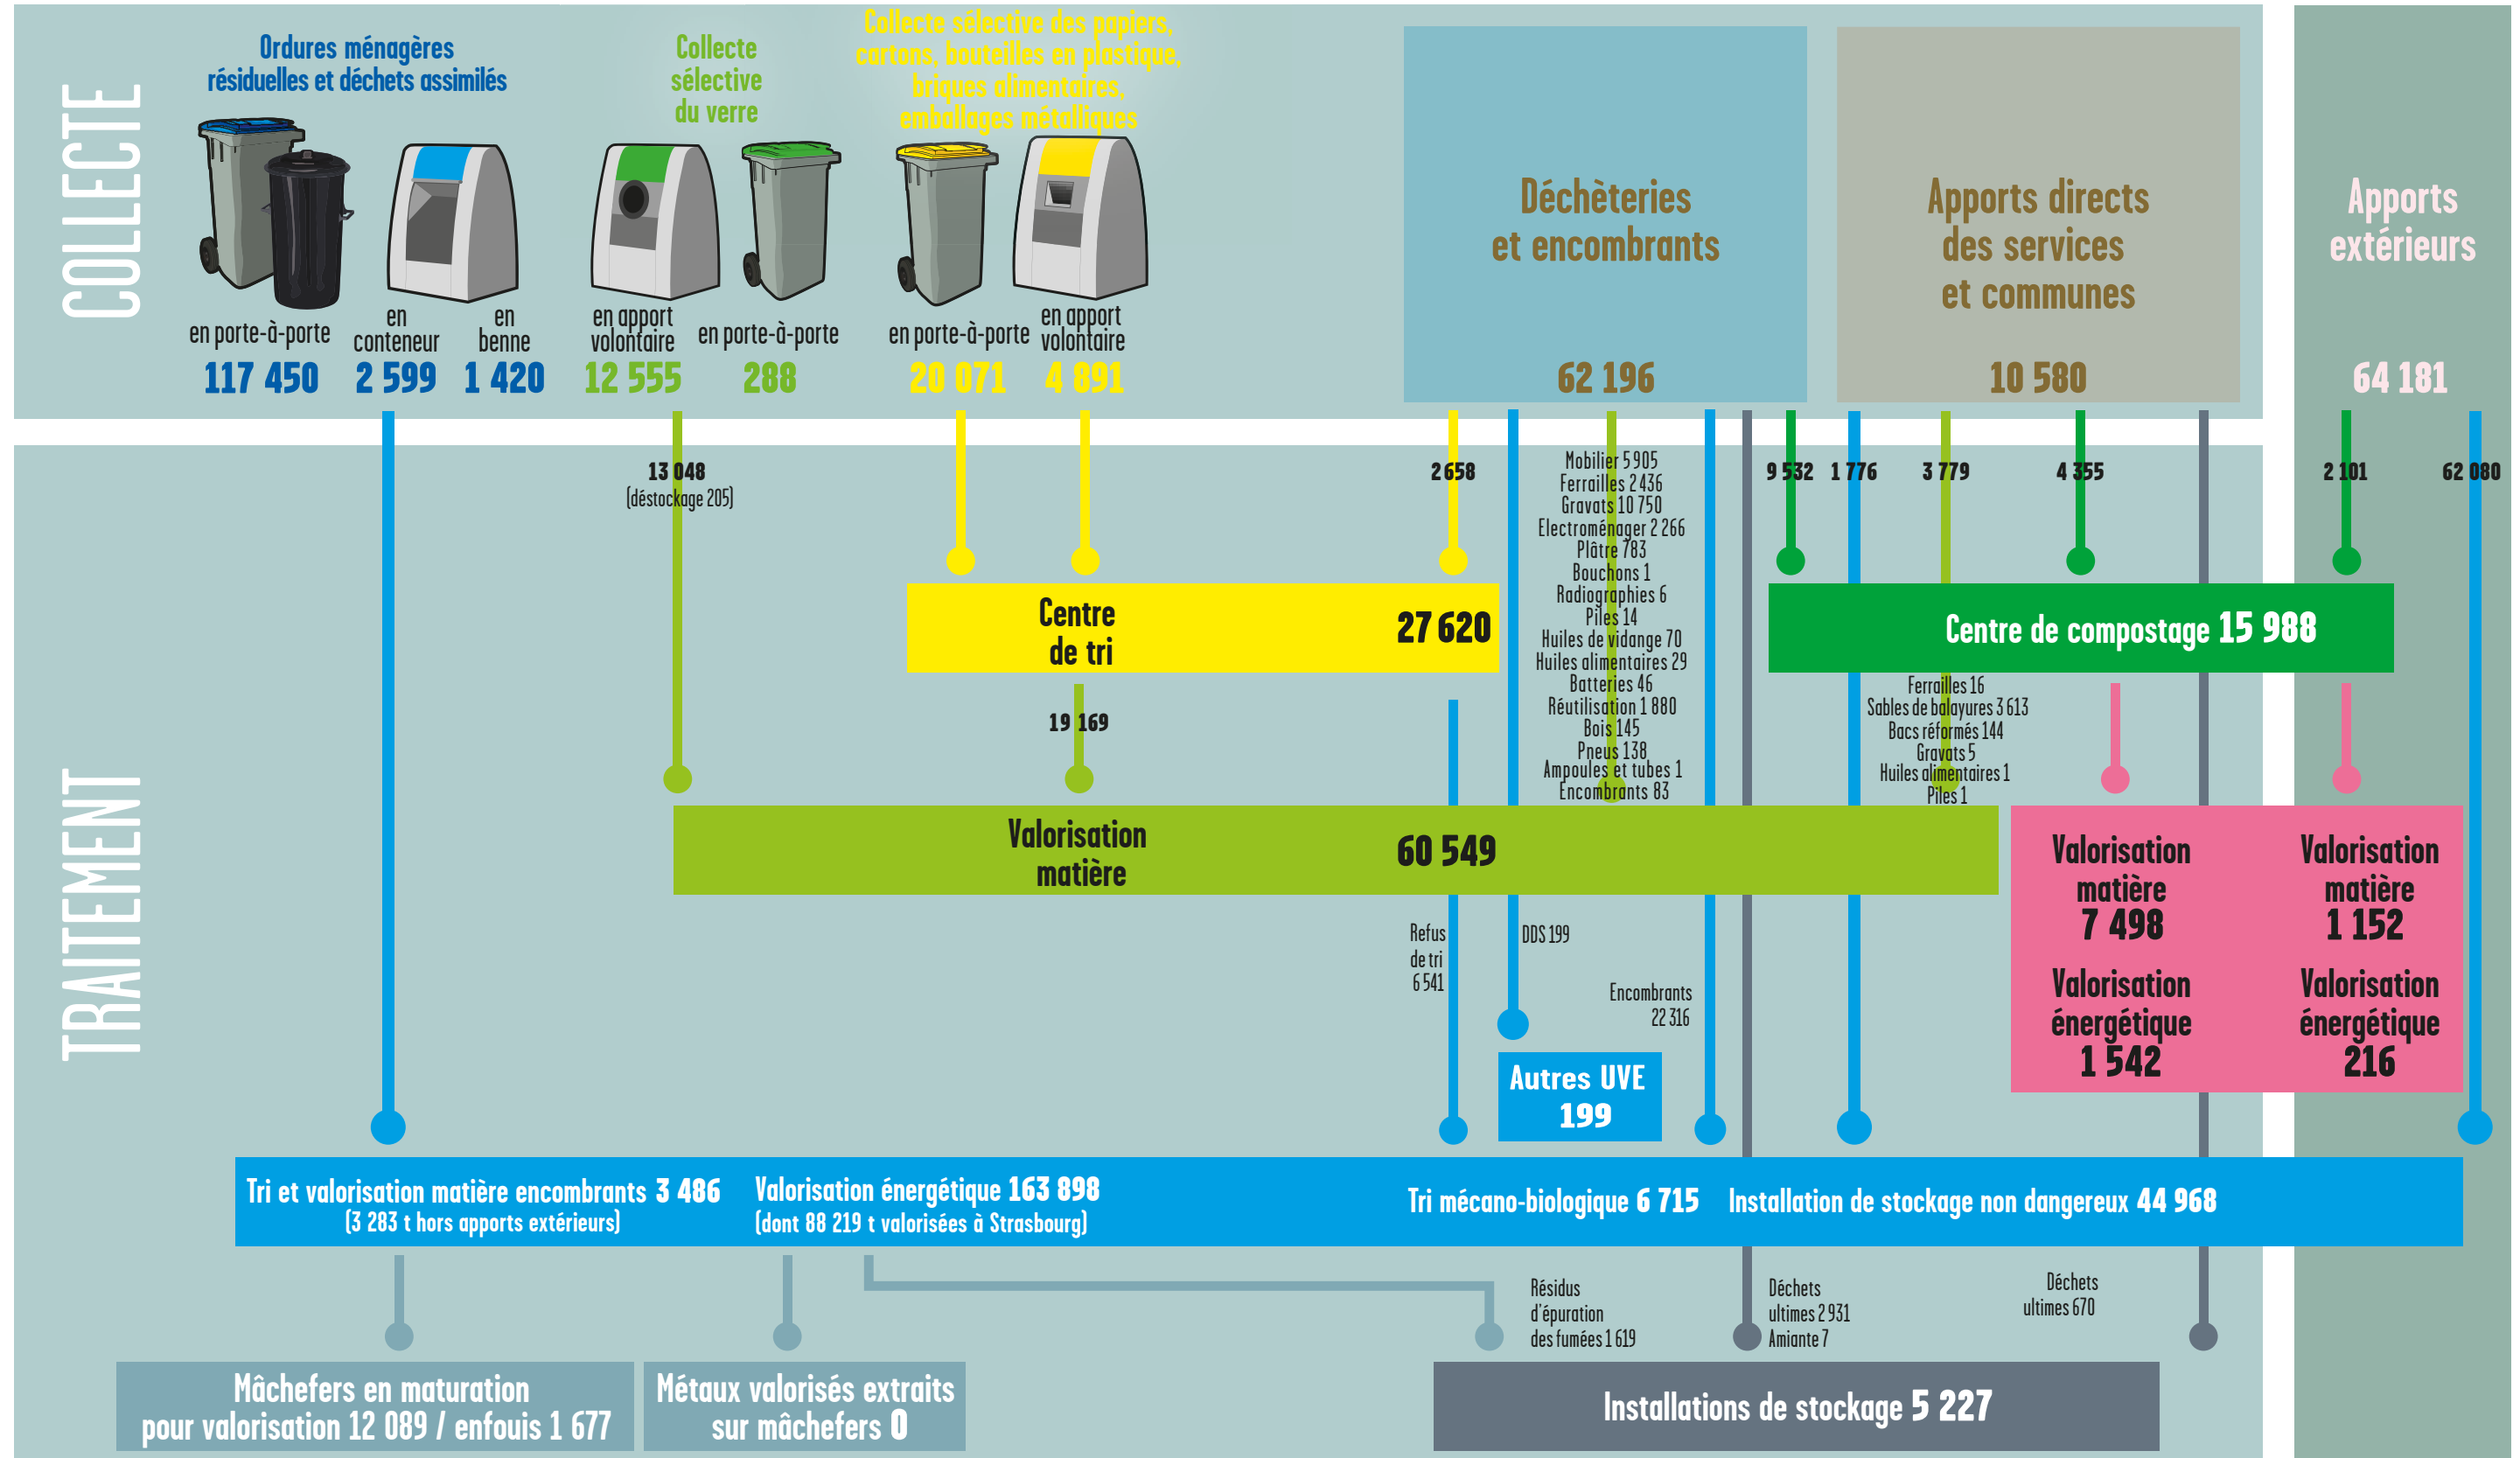 COLLECTE
Ordures ménagères
résiduelles et déchets assimilés
en porte-à-porte
117 450
en
conteneur
2 599
en
benne
1 420
Collecte
sélective
du verre
en apport
volontaire
12 555
en porte-à-porte
288
Collecte sélective des papiers,
cartons, bouteilles en plastique,
briques alimentaires,
emballages métalliques
en porte-à-porte
20 071
en apport
volontaire
4 891
Déchèteries
et encombrants
62 196
Apports directs
des services
et communes
10 580
Apports
extérieurs
64 181
TRAITEMENT
13 048
(déstockage 205)
2 658
Mobilier 5 905
Ferrailles 2 436
Gravats 10 750
Electroménager 2 266
Plâtre 783
Bouchons 1
Radiographies 6
Piles 14
Huiles de vidange 70
Huiles alimentaires 29
Batteries 46
Réutilisation 1 880
Bois 145
Pneus 138
Ampoules et tubes 1
Encombrants 83
9 532
1 776
3 779
4 355
2 101
62 080
Centre
de tri
27 620
Centre de compostage 15 988
19 169
Ferrailles 16
Sables de balayures 3 613
Bacs réformés 144
Gravats 5
Huiles alimentaires 1
Piles 1
Valorisation
matière
60 549
Valorisation
matière
7 498
Valorisation
énergétique
1 542
Valorisation
matière
1 152
Valorisation
énergétique
216
Refus
de tri
6 541
DDS 199
Encombrants
22 316
Autres UVE
199
Tri et valorisation matière encombrants 3 486
(3 283 t hors apports extérieurs)
Valorisation énergétique 163 898
(dont 88 219 t valorisées à Strasbourg)
Tri mécano-biologique 6 715
Installation de stockage non dangereux 44 968
Résidus
d'épuration
des fumées 1 619
Déchets
ultimes 2 931
Amiante 7
Déchets
ultimes 670
Mâchefers en maturation
pour valorisation 12 089 / enfouis 1 677
Métaux valorisés extraits
sur mâchefers 0
Installations de stockage 5 227